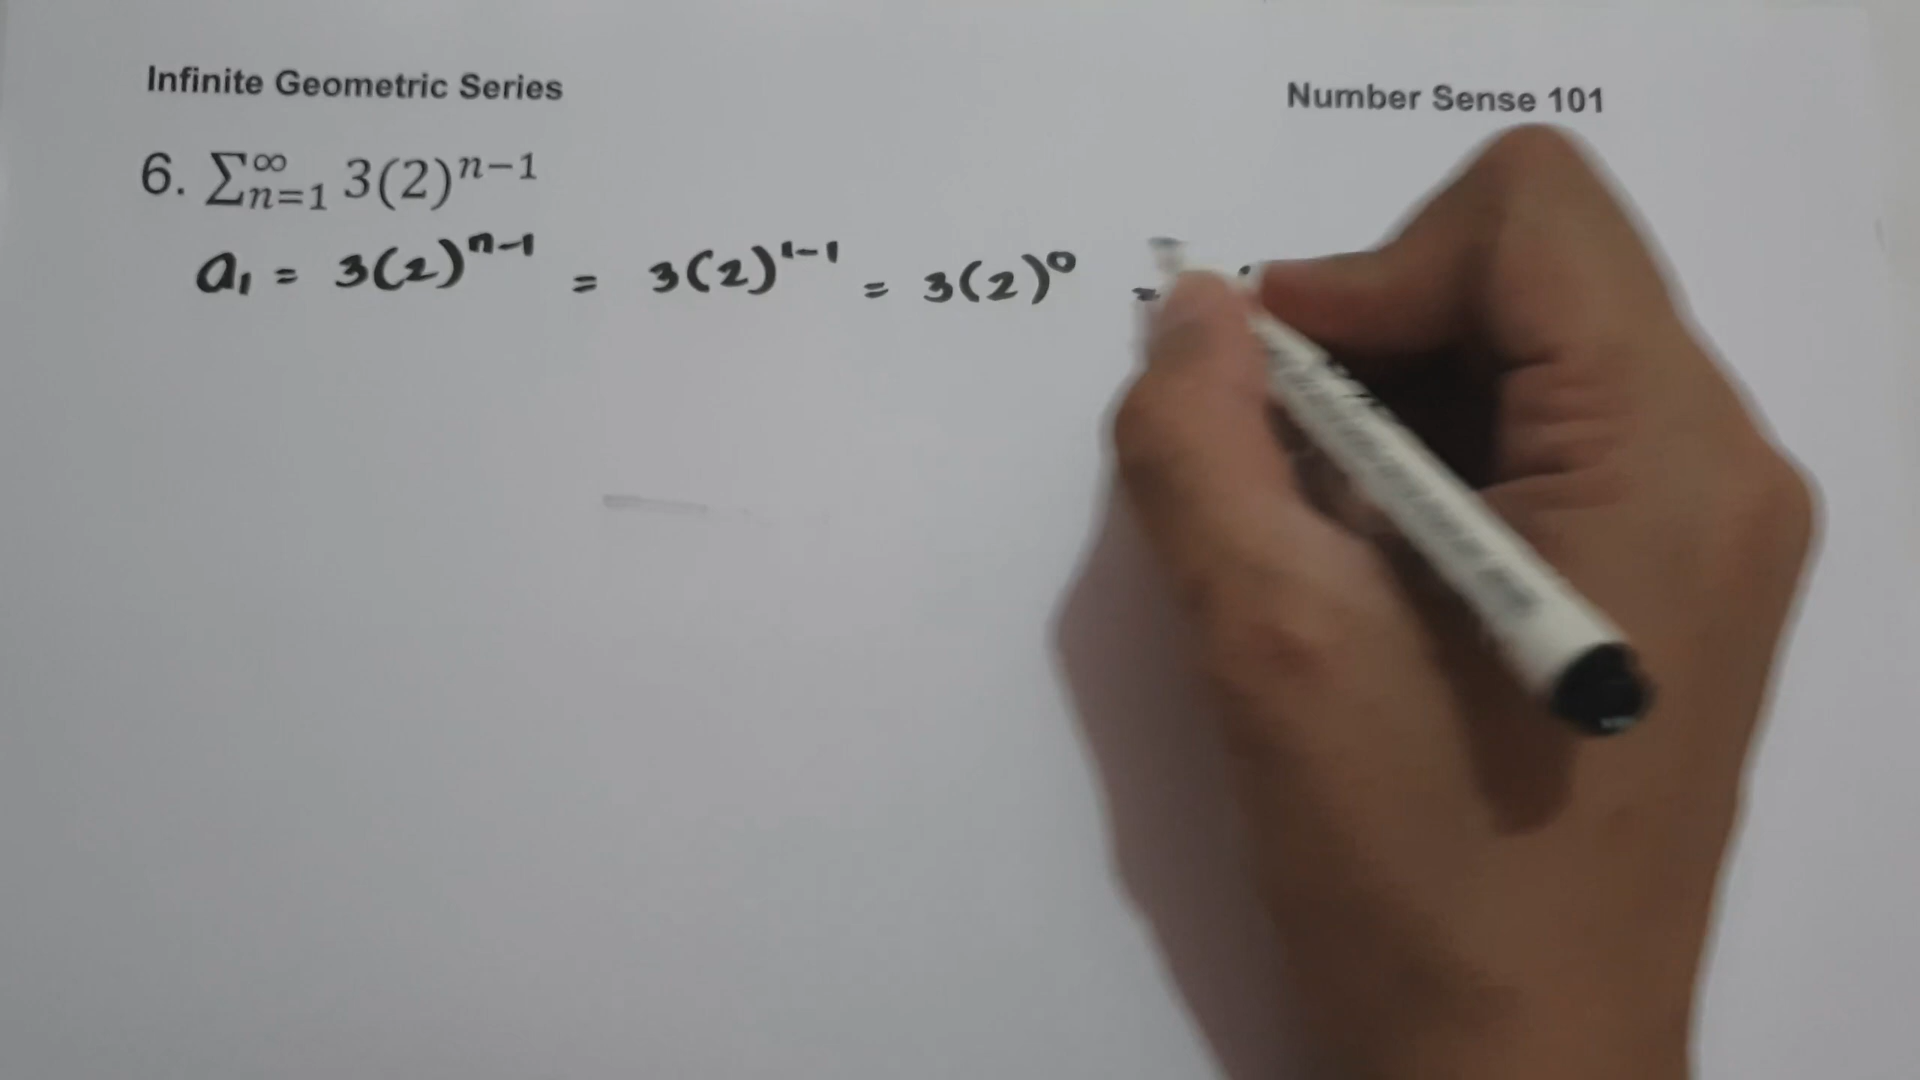 Infinite Geometric Series
Number Sense 101
6. ∑_{n=1}^{∞} 3(2)^{n-1}
a₁ = 3(2)^{n-1} = 3(2)^{1-1} = 3(2)^0 =